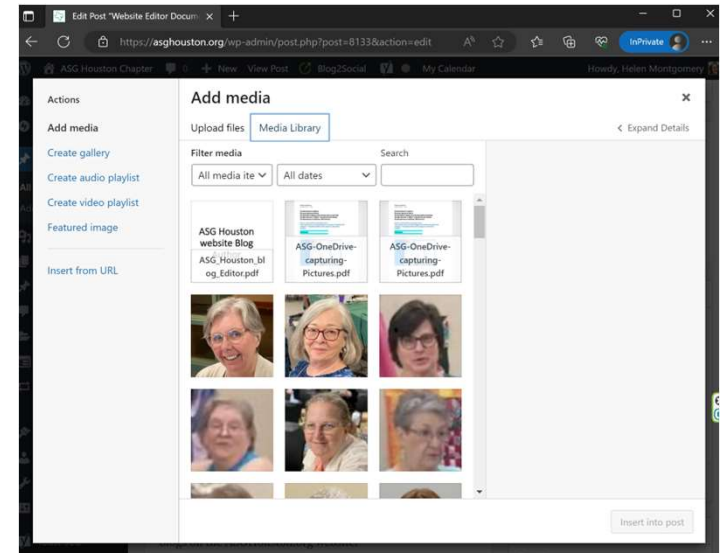 Edit Post "Website Editor Docum
https://asghouston.org/wp-admin/post.php?post=8133&action=edit
InPrivate
ASG Houston Chapter 0 + New View Post Blog2Social My Calendar Howdy, Helen Montgomery
Actions
Add media
Create gallery
Create audio playlist
Create video playlist
Featured image
Insert from URL
Add media
Upload files Media Library
Expand Details
Filter media Search
All media ite All dates
ASG Houston
website Blog
ASG_Houston_bl
og_Editor.pdf
ASG-OneDrive-
capturing-
Pictures.pdf
ASG-OneDrive-
capturing-
Pictures.pdf
Insert into post